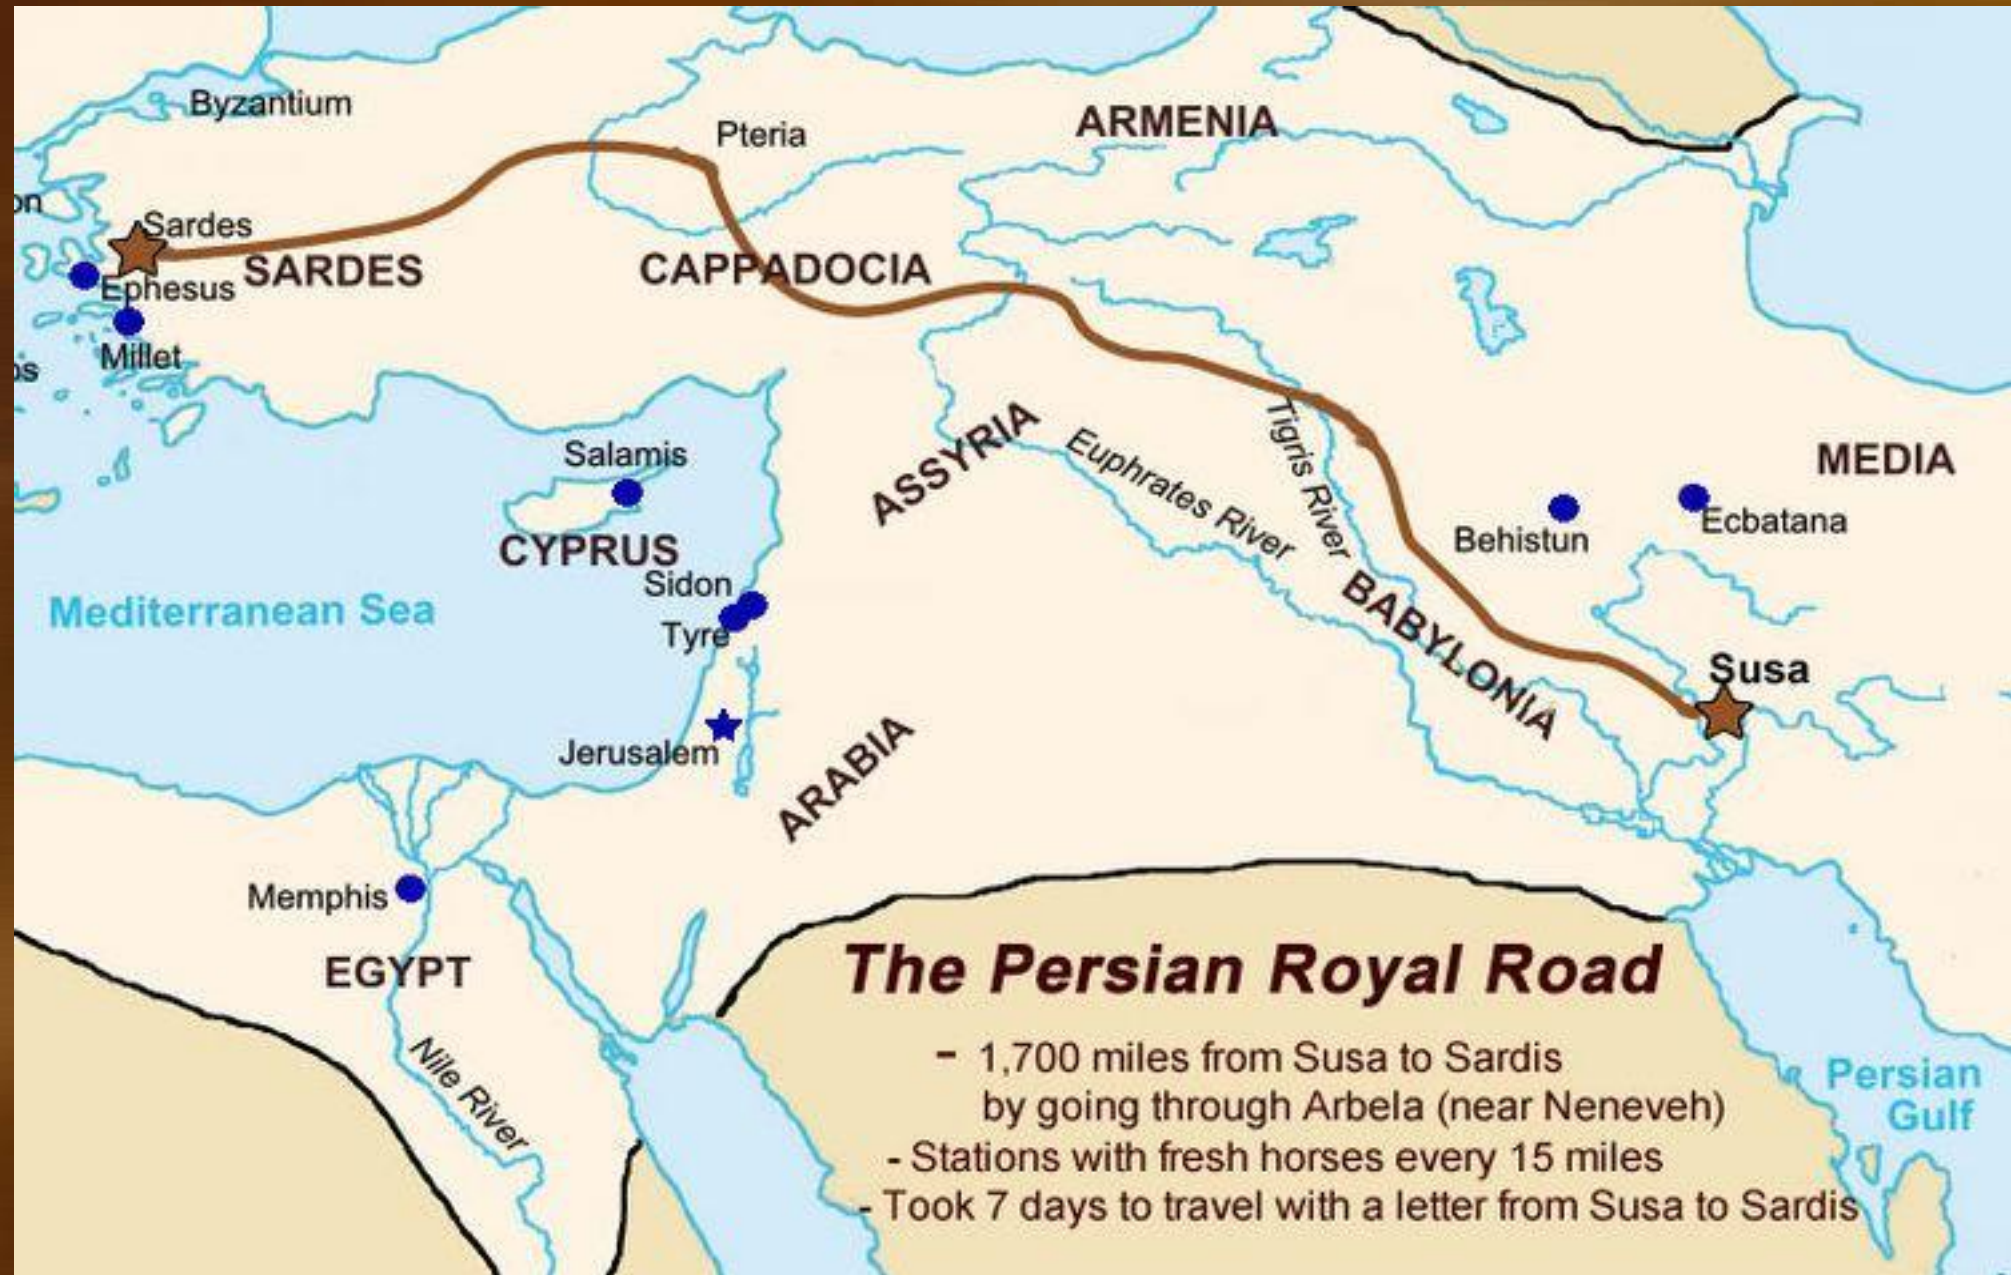 Byzantium
Pteria
ARMENIA
on
Sardes
SARDES
CAPPADOCIA
Ephesus
Millet
os
ASSYRIA
Euphrates River
Tigris River
MEDIA
Salamis
CYPRUS
Behistun
Ecbatana
Sidon
Tyre
Mediterranean Sea
BABYLONIA
Susa
Jerusalem
ARABIA
Memphis
EGYPT
Nile River
The Persian Royal Road
- 1,700 miles from Susa to Sardis
by going through Arbela (near Neneveh)
- Stations with fresh horses every 15 miles
- Took 7 days to travel with a letter from Susa to Sardis
Persian
Gulf